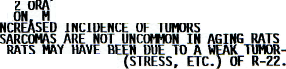 2 ORA
ON, M
NCREASED INCIDENCE OF TUMORS
SARCOMAS ARE NOT UNCOMMON IN AGING RATS
RATS MAY HAVE BEEN DUE TO A WEAK TUMOR-
(STRESS, ETC.) OF R-22.